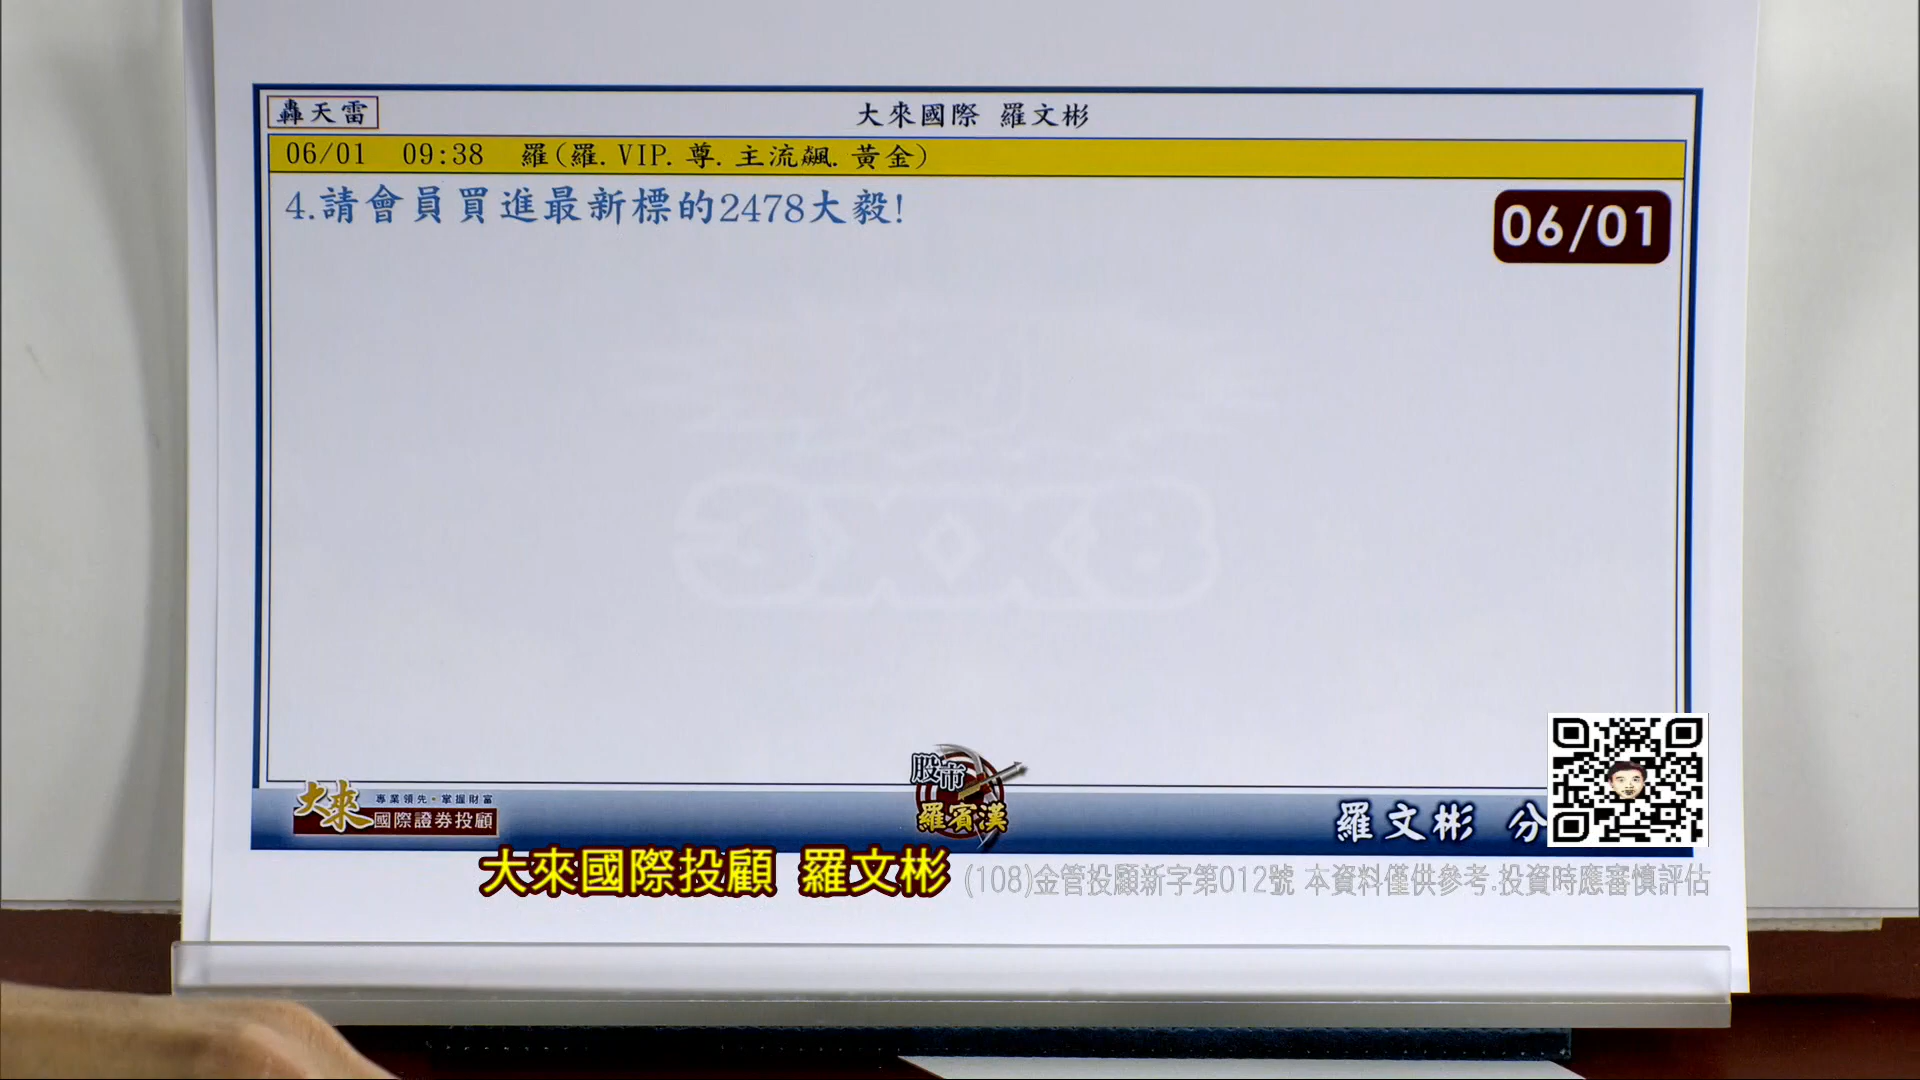 轟天雷
大來國際 羅文彬
06/01 09:38 羅(羅.VIP.尊.主流飆.黃金)
4.請會員買進最新標的2478大毅!
06/01
大來
專業領先・掌握財富
國際證券投顧
股市
羅賓漢
羅文彬 分
大來國際投顧 羅文彬
(108)金管投顧新字第012號 本資料僅供參考.投資時應審慎評估